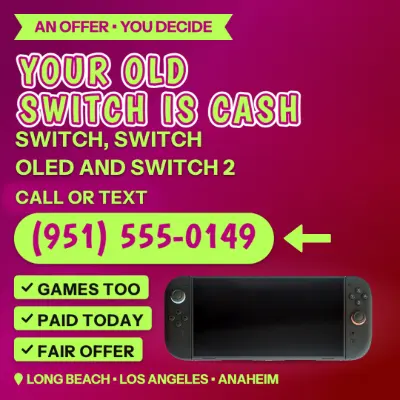 AN OFFER • YOU DECIDE
YOUR OLD
SWITCH IS CASH
SWITCH, SWITCH
OLED AND SWITCH 2
CALL OR TEXT
(951) 555-0149
GAMES TOO
PAID TODAY
FAIR OFFER
LONG BEACH • LOS ANGELES • ANAHEIM